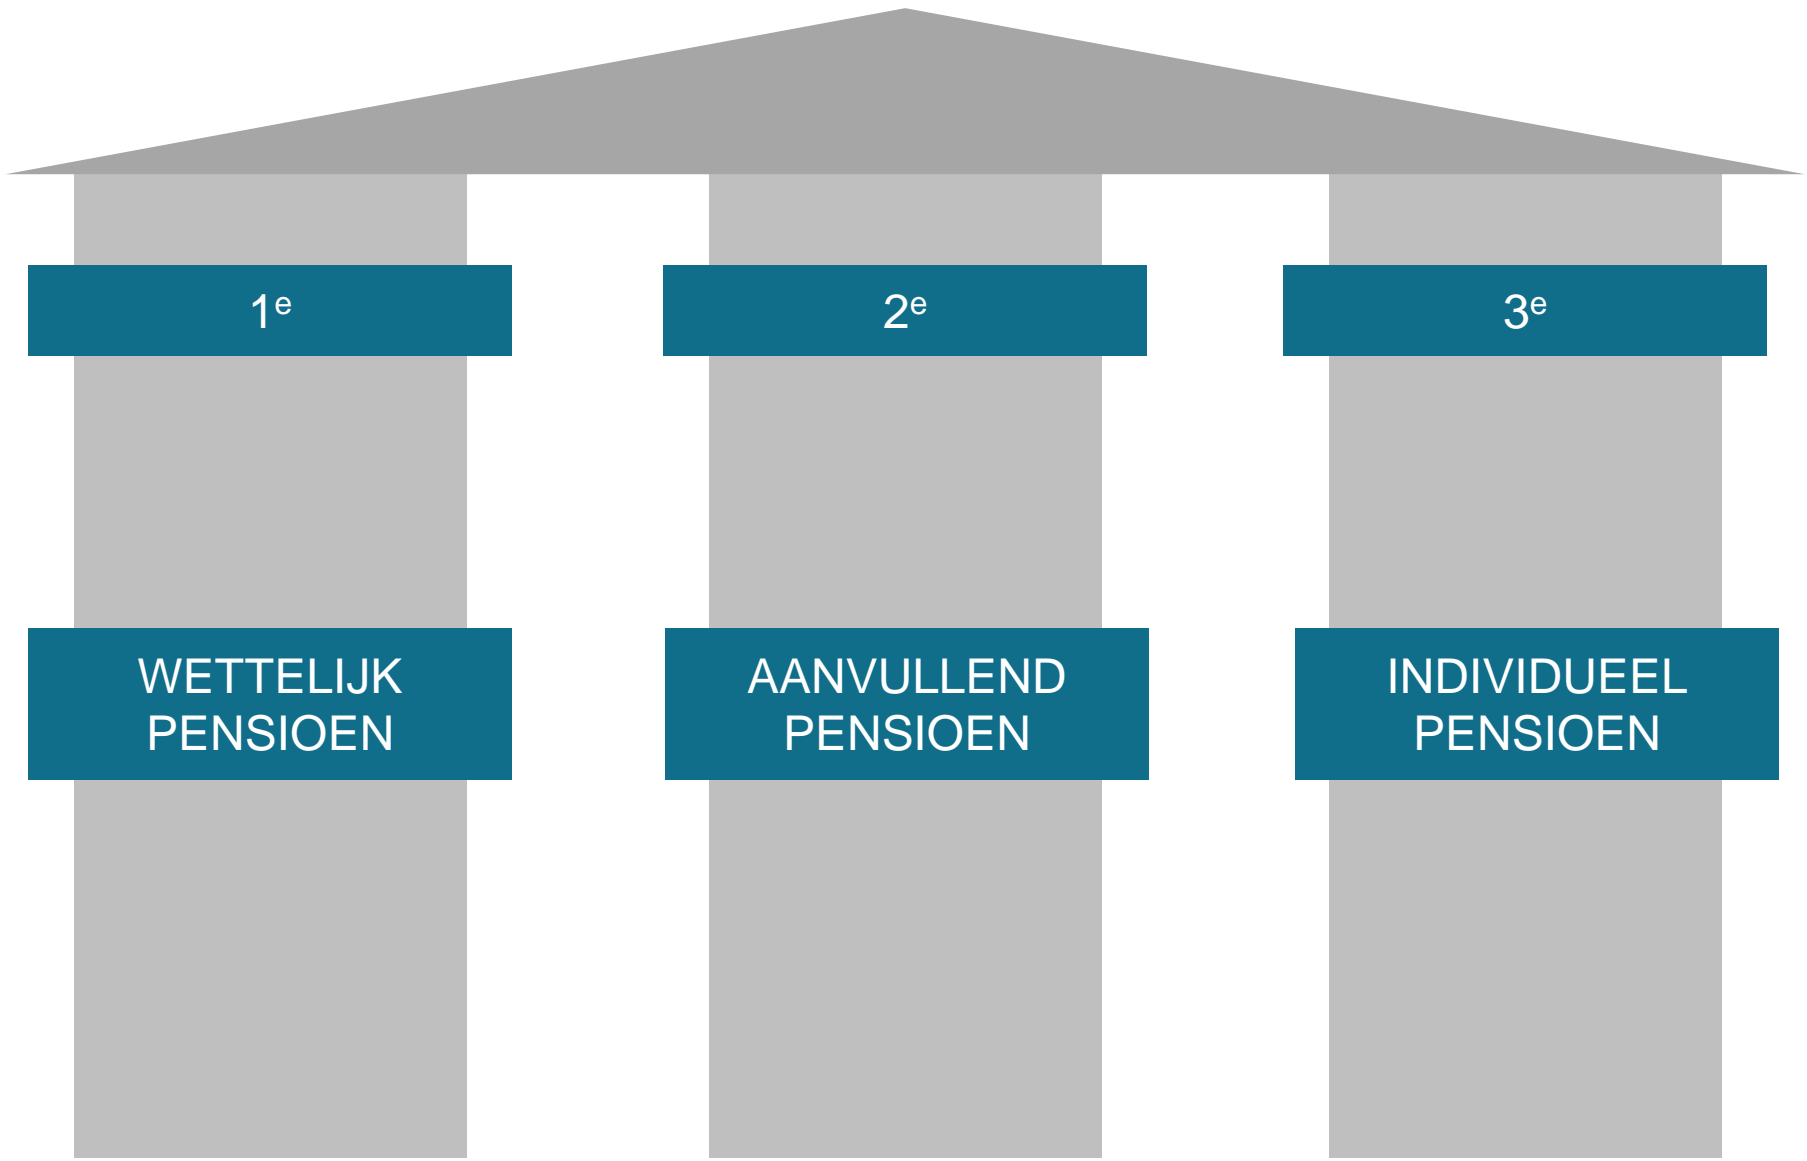 1e
2e
3e
WETTELIJK
PENSIOEN
AANVULLEND
PENSIOEN
INDIVIDUEEL
PENSIOEN